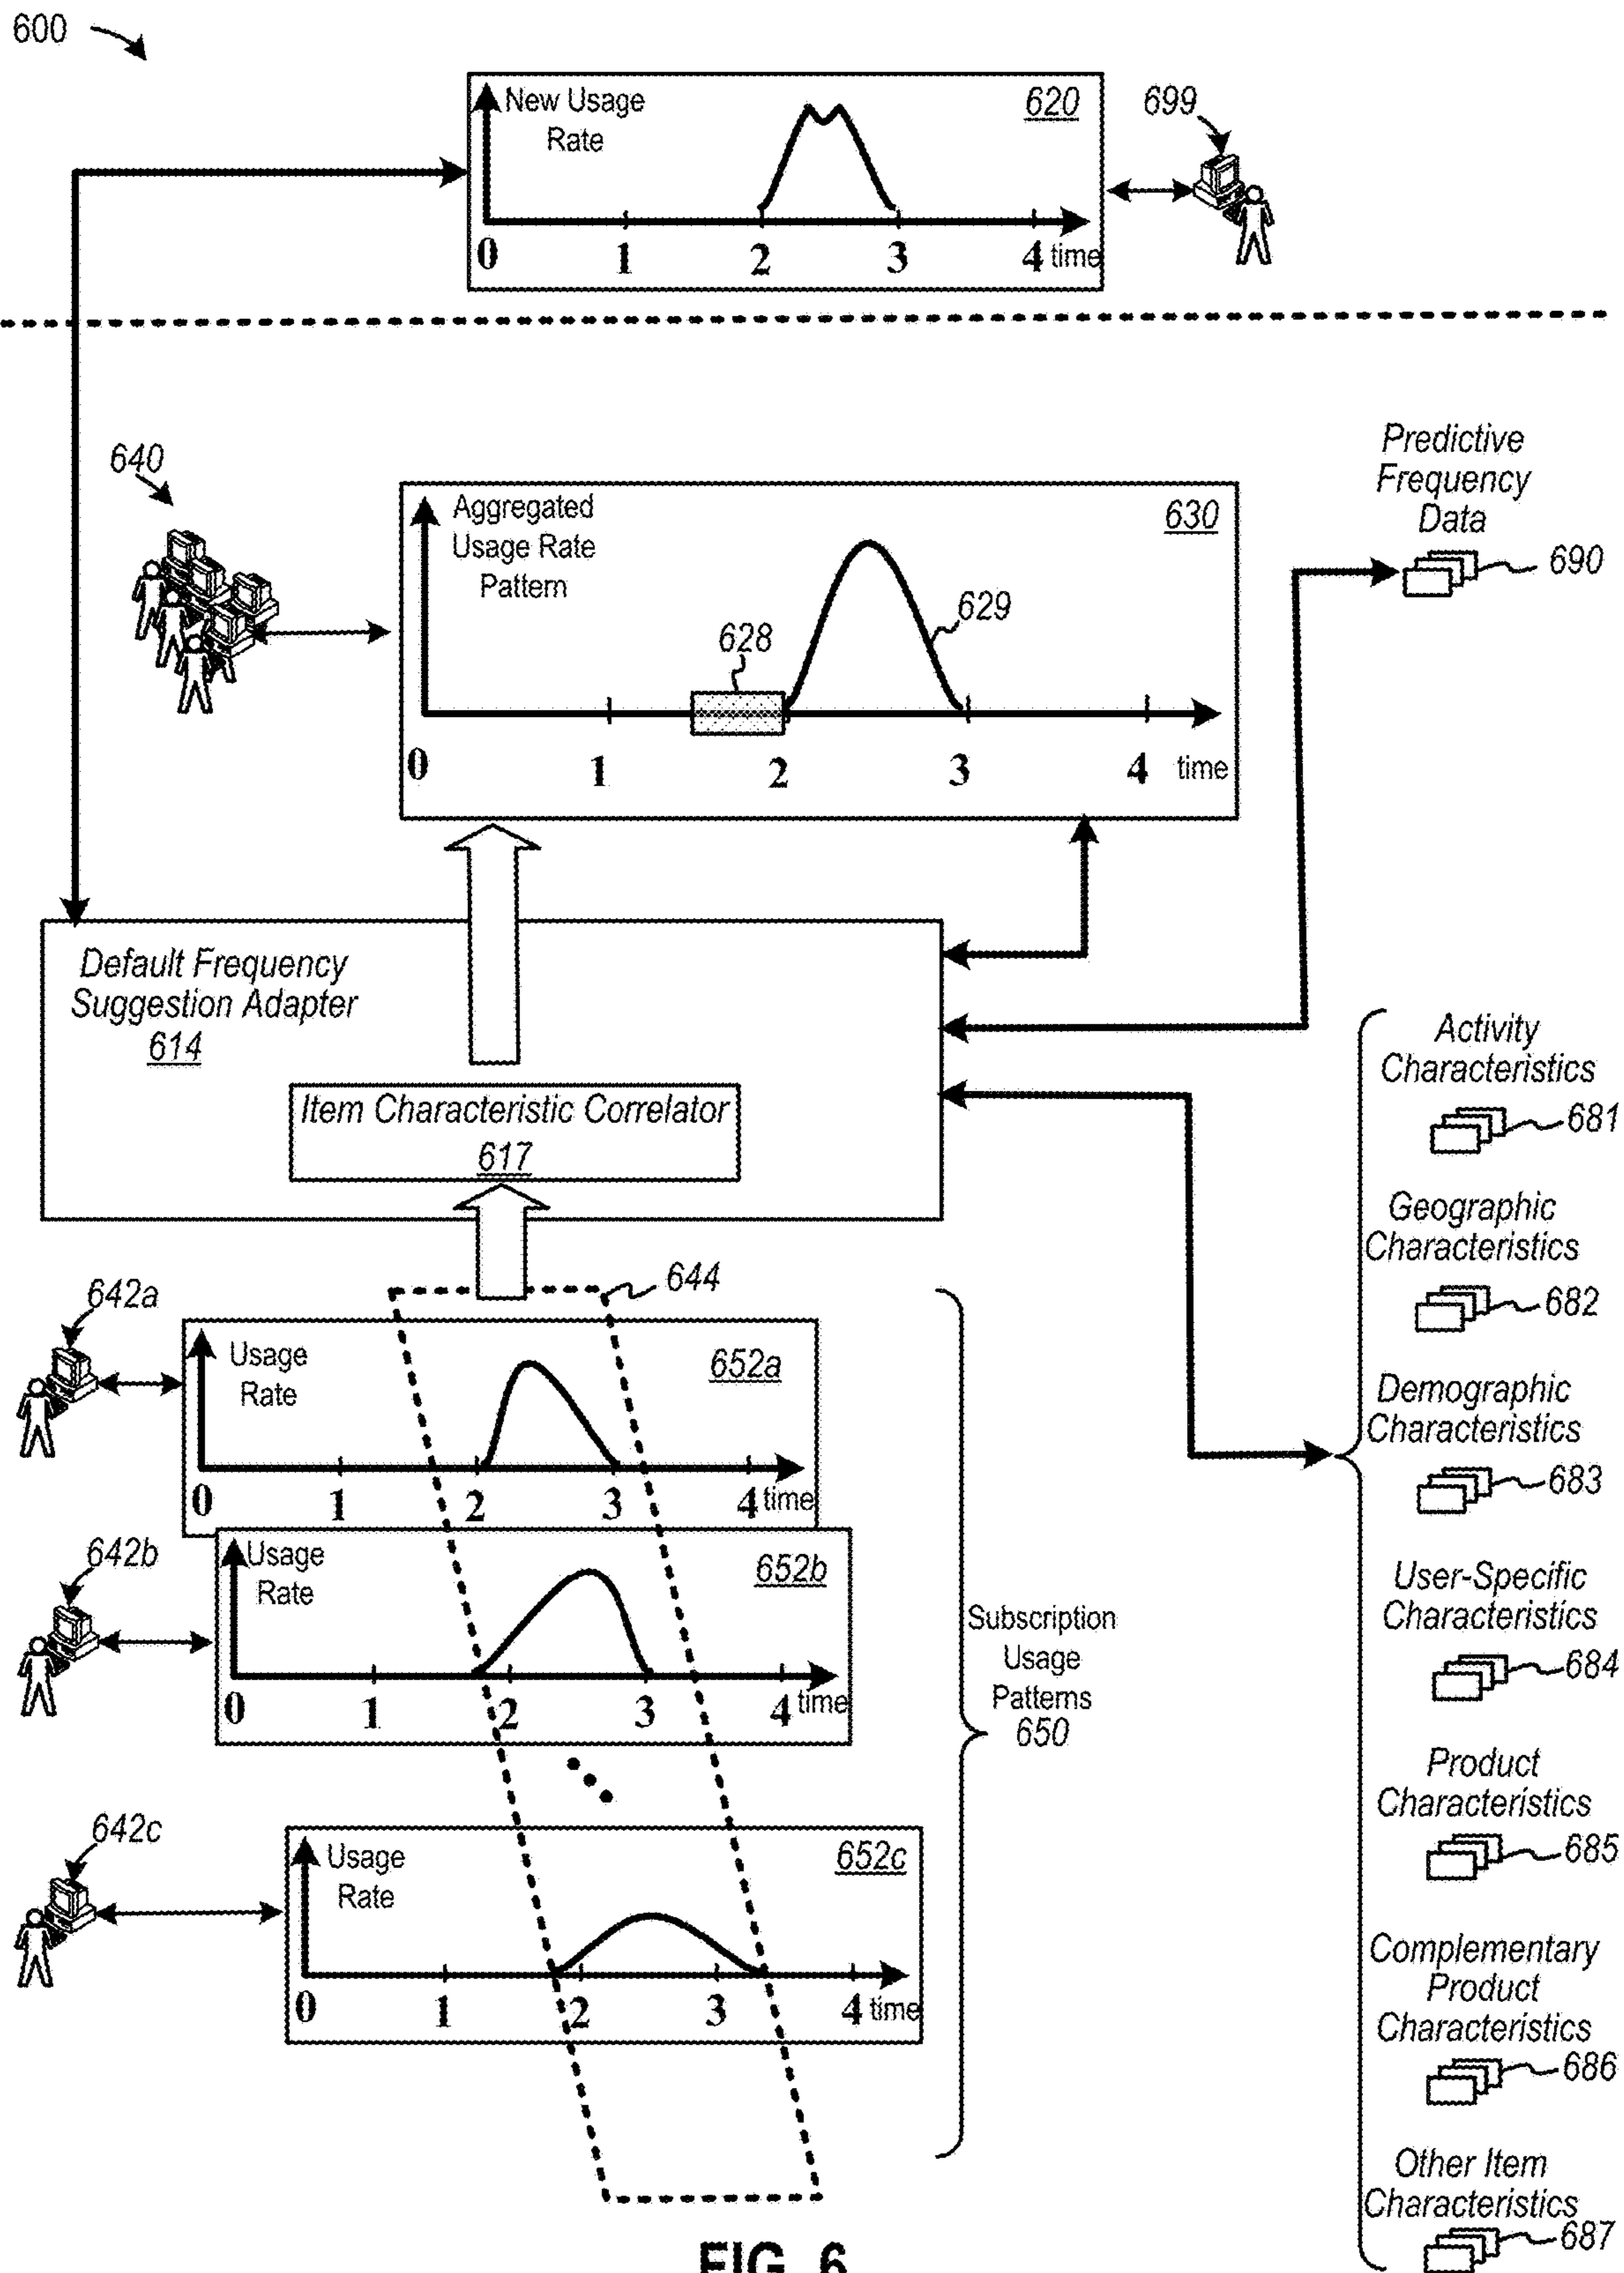 600
New Usage
Rate
620
699
0 1 2 3 4 time
640
Aggregated
Usage Rate
Pattern
630
628
629
0 1 2 3 4 time
Predictive
Frequency
Data
690
Default Frequency
Suggestion Adapter
614
Item Characteristic Correlator
617
644
642a
Usage
Rate
652a
0 1 2 3 4 time
642b
Usage
Rate
652b
0 1 2 3 4 time
642c
Usage
Rate
652c
0 1 2 3 4 time
Subscription
Usage
Patterns
650
Activity
Characteristics
681
Geographic
Characteristics
682
Demographic
Characteristics
683
User-Specific
Characteristics
684
Product
Characteristics
685
Complementary
Product
Characteristics
686
Other Item
Characteristics
687
FIG. 6